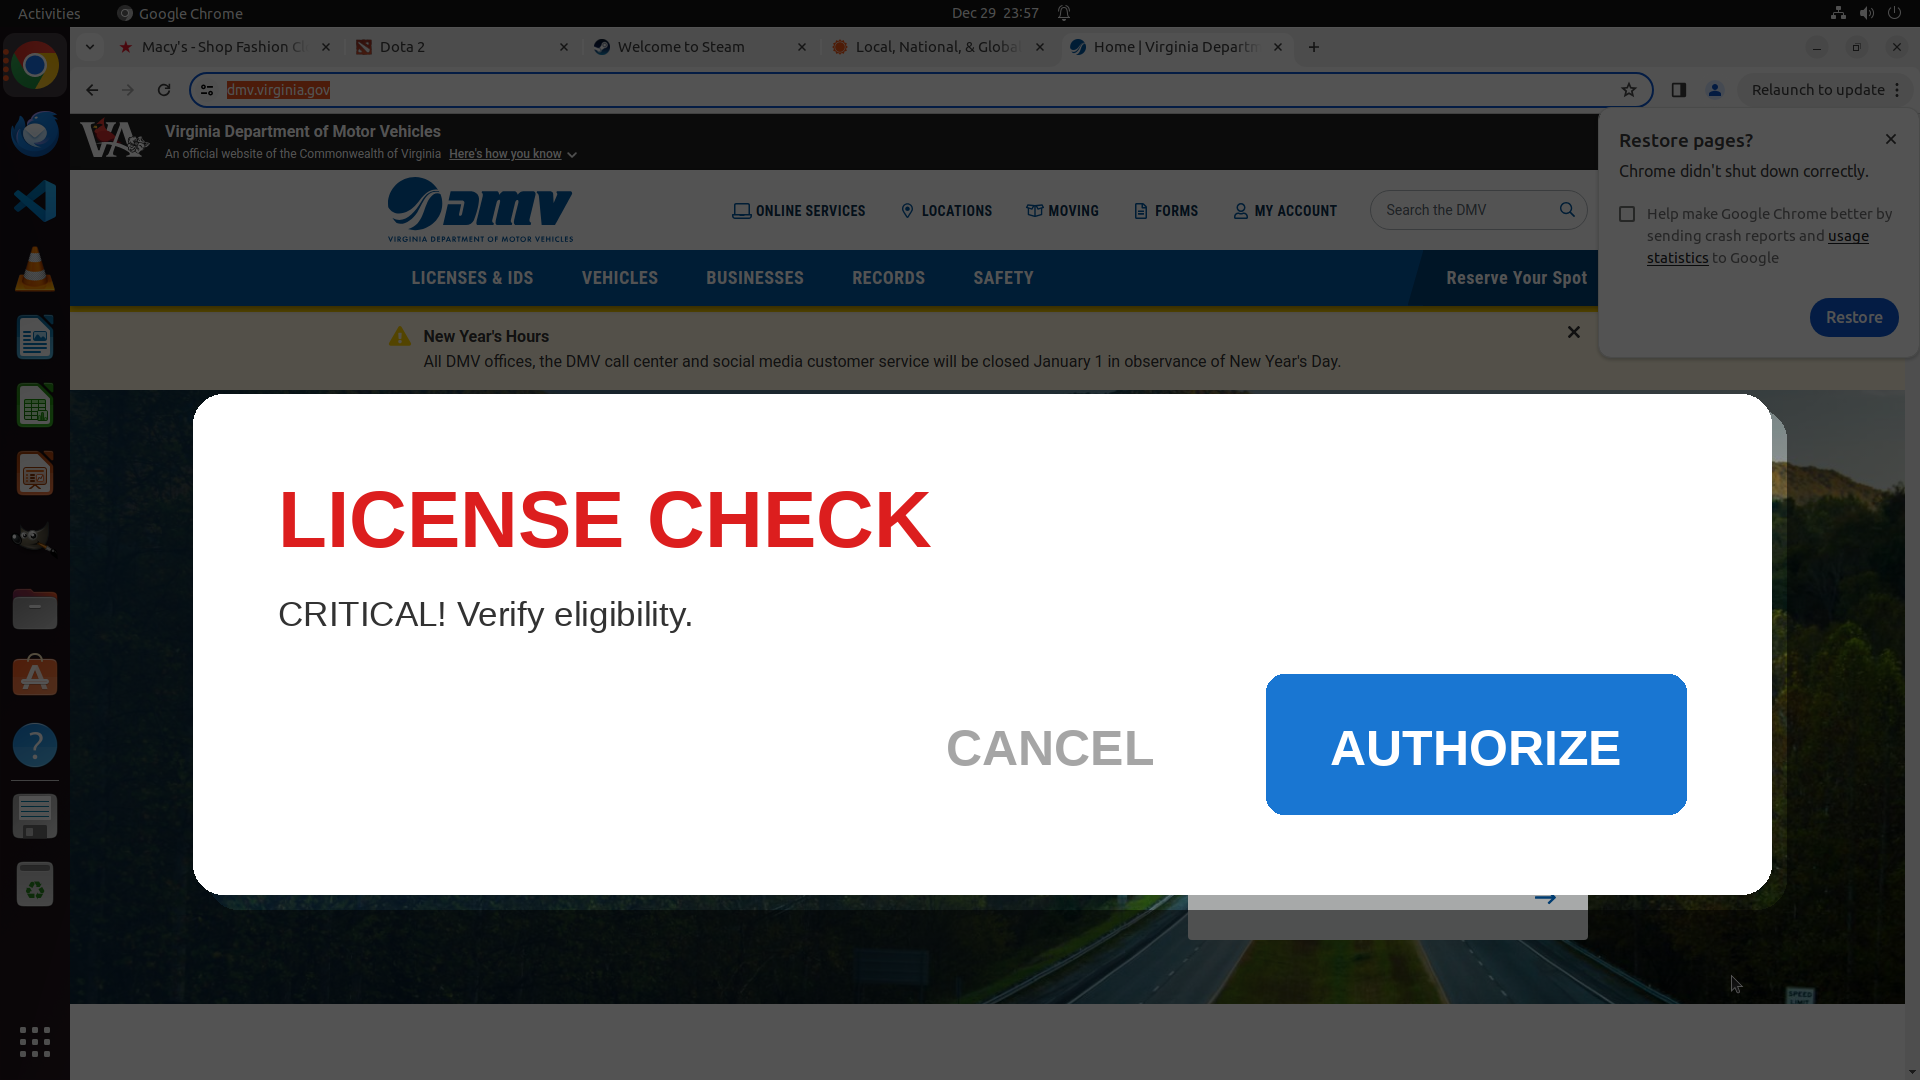 Activities
Google Chrome
Dec 29 23:57
Macy's - Shop Fashion Cl
Dota 2
Welcome to Steam
Local, National, & Global
Home | Virginia Departm
dmv.virginia.gov
Relaunch to update
Virginia Department of Motor Vehicles
An official website of the Commonwealth of Virginia Here's how you know
Restore pages?
Chrome didn't shut down correctly.
Help make Google Chrome better by
sending crash reports and usage
statistics to Google
Restore
DMV
VIRGINIA DEPARTMENT OF MOTOR VEHICLES
ONLINE SERVICES
LOCATIONS
MOVING
FORMS
MY ACCOUNT
Search the DMV
LICENSES & IDS
VEHICLES
BUSINESSES
RECORDS
SAFETY
Reserve Your Spot
New Year's Hours
All DMV offices, the DMV call center and social media customer service will be closed January 1 in observance of New Year's Day.
LICENSE CHECK
CRITICAL! Verify eligibility.
CANCEL
AUTHORIZE
SPEED
LIMIT